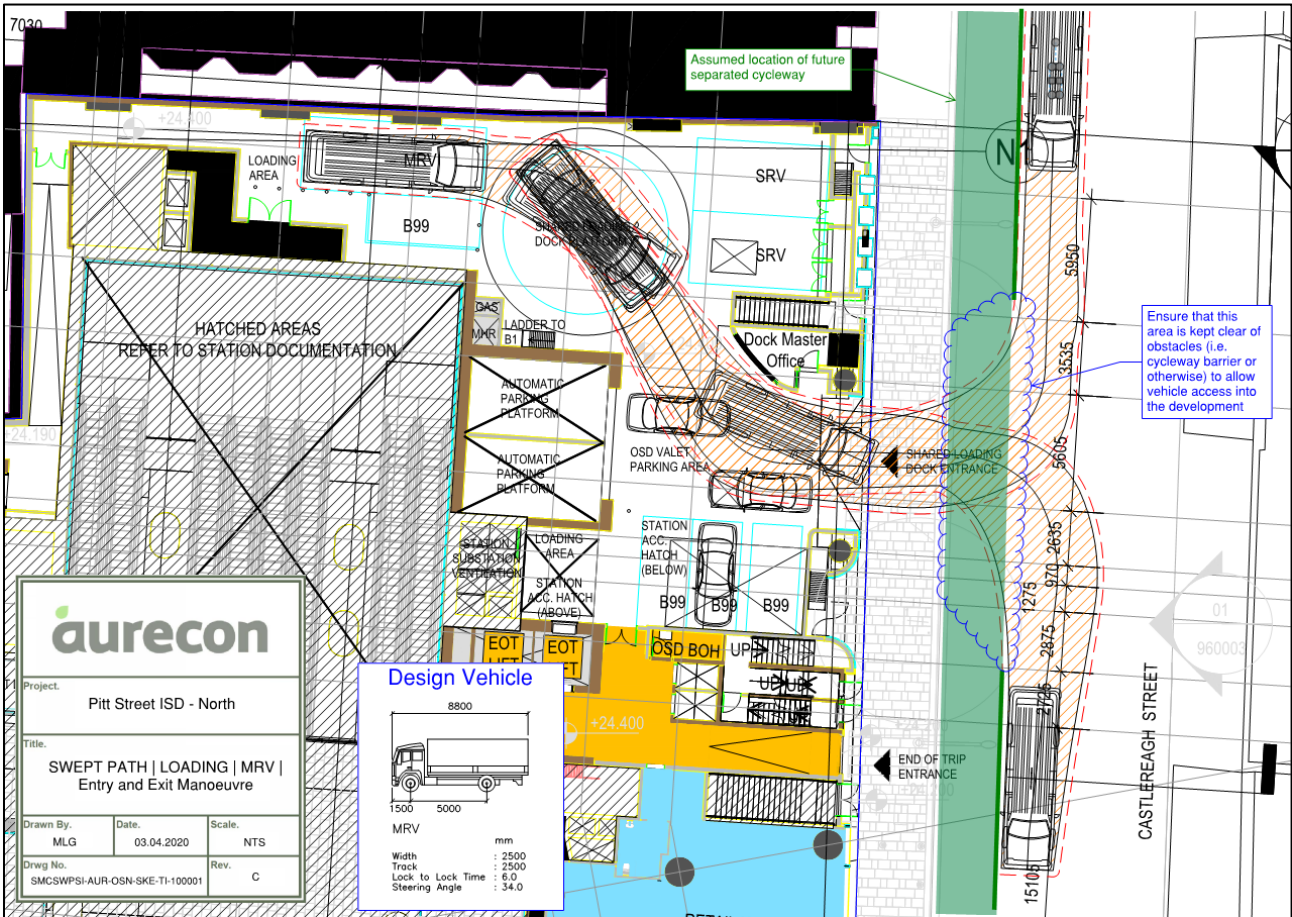 7030
Assumed location of future
separated cycleway
+24.400
LOADING
AREA
MRV
B99
SRV
SRV
N
5950
3535
5605
2635
970
1275
2875
2725
15105
Ensure that this
area is kept clear of
obstacles (i.e.
cycleway barrier or
otherwise) to allow
vehicle access into
the development
HATCHED AREAS
REFER TO STATION DOCUMENTATION
GAS
MHR
LADDER TO
B1
Dock Master
Office
AUTOMATIC
PARKING
PLATFORM
AUTOMATIC
PARKING
PLATFORM
OSD VALET
PARKING AREA
SHARED LOADING
DOCK ENTRANCE
+24.190
STATION
SUBSTATION
VENTILATION
LOADING
AREA
STATION
ACC. HATCH
(ABOVE)
STATION
ACC.
HATCH
(BELOW)
B99
B99
B99
01
960003
EOT
EOT
OSD BOH
UP
+24.400
END OF TRIP
ENTRANCE
CASTLEREAGH STREET
aurecon
Project.
Pitt Street ISD - North
Title.
SWEPT PATH | LOADING | MRV |
Entry and Exit Manoeuvre
Drawn By.
MLG
Date.
03.04.2020
Scale.
NTS
Drwg No.
SMCSWPSI-AUR-OSN-SKE-TI-100001
Rev.
C
Design Vehicle
8800
1500
5000
MRV
mm
Width : 2500
Track : 2500
Lock to Lock Time : 6.0
Steering Angle : 34.0